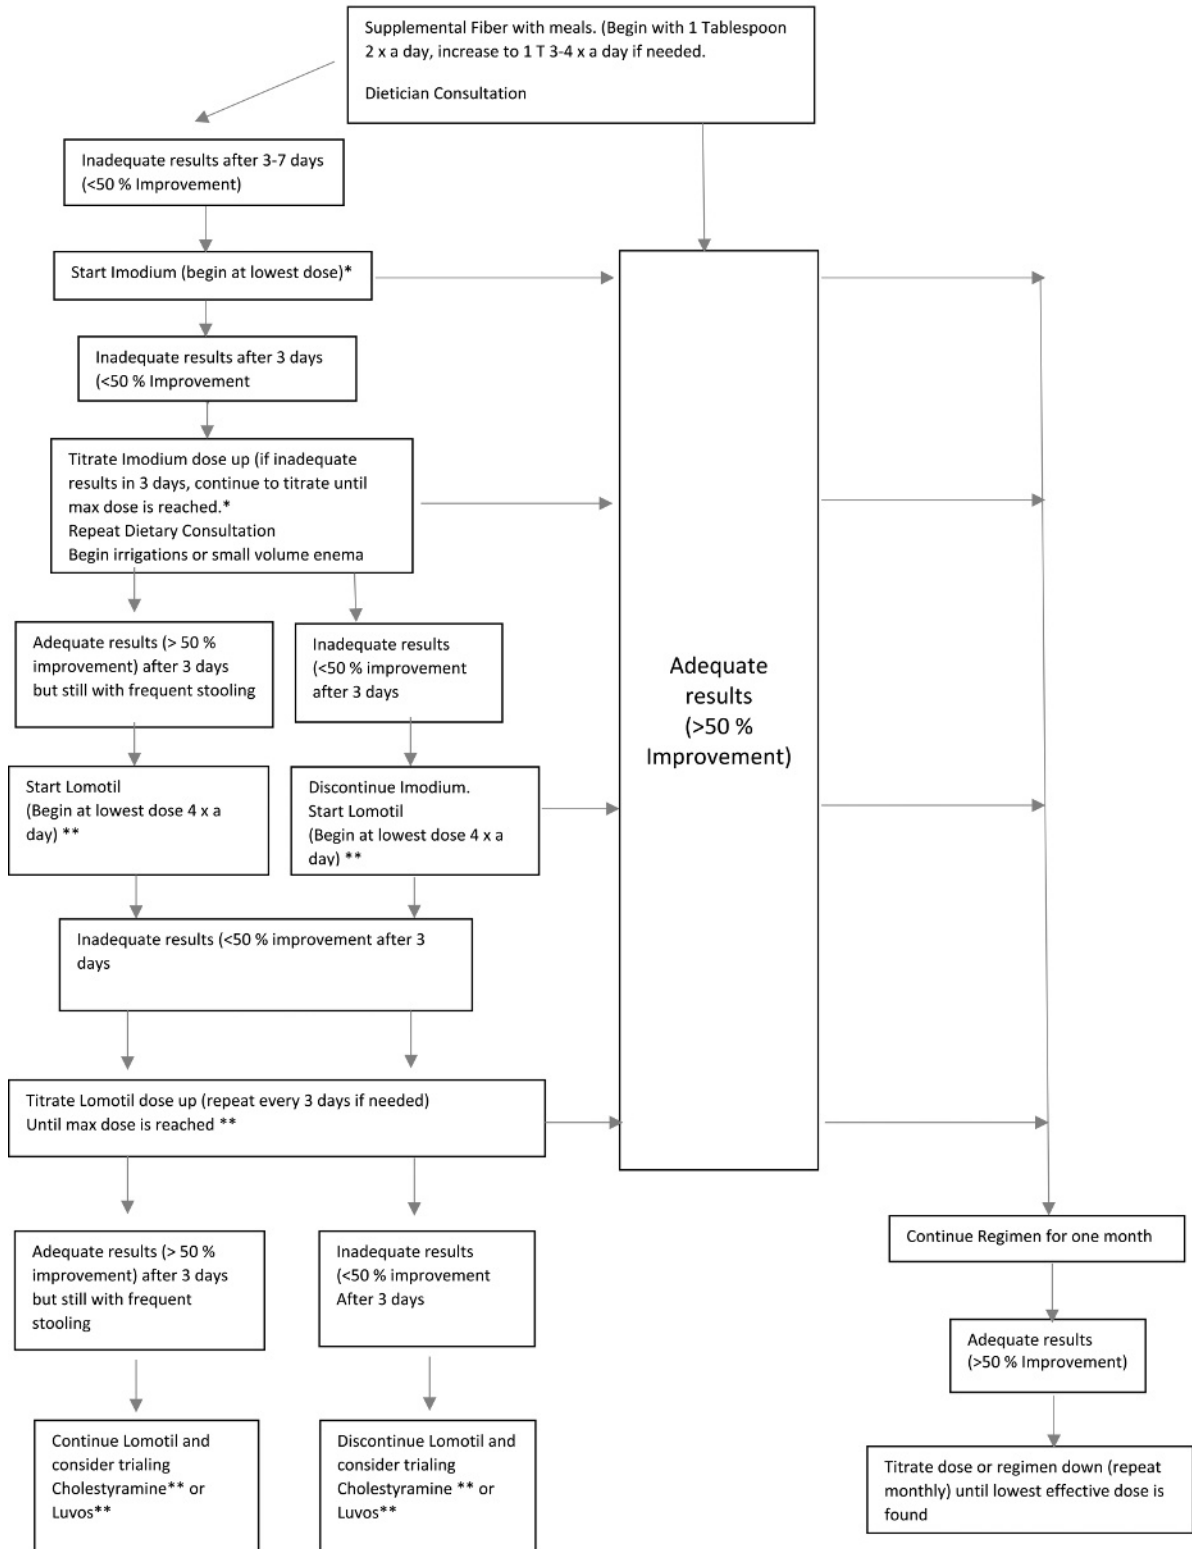 Supplemental Fiber with meals. (Begin with 1 Tablespoon
2 x a day, increase to 1 T 3-4 x a day if needed.
Dietician Consultation
Inadequate results after 3-7 days
(<50 % Improvement)
Start Imodium (begin at lowest dose)*
Inadequate results after 3 days
(<50 % Improvement
Titrate Imodium dose up (if inadequate
results in 3 days, continue to titrate until
max dose is reached.*
Repeat Dietary Consultation
Begin irrigations or small volume enema
Adequate results (> 50 %
improvement) after 3 days
but still with frequent stooling
Inadequate results
(<50 % improvement
after 3 days
Start Lomotil
(Begin at lowest dose 4 x a
day) **
Discontinue Imodium.
Start Lomotil
(Begin at lowest dose 4 x a
day) **
Inadequate results (<50 % improvement after 3
days
Titrate Lomotil dose up (repeat every 3 days if needed)
Until max dose is reached **
Adequate results (> 50 %
improvement) after 3 days
but still with frequent
stooling
Inadequate results
(<50 % improvement
After 3 days
Continue Lomotil and
consider trialing
Cholestyramine** or
Luvos**
Discontinue Lomotil and
consider trialing
Cholestyramine ** or
Luvos**
Adequate
results
(>50 %
Improvement)
Continue Regimen for one month
Adequate results
(>50 % Improvement)
Titrate dose or regimen down (repeat
monthly) until lowest effective dose is
found